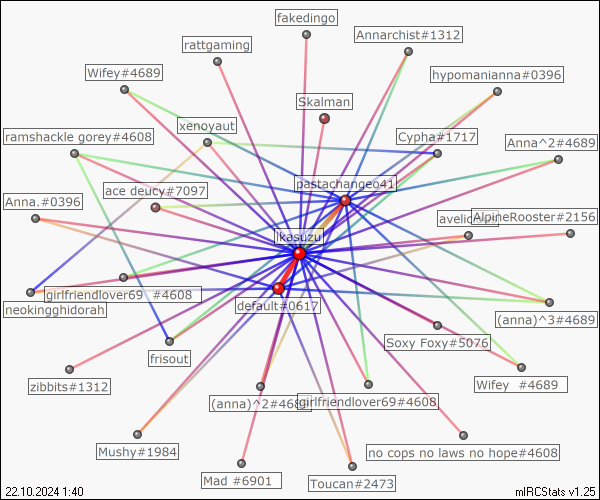 fakedingo
Annarchist#1312
rattgaming
Wifey#4689
hypomanianna#0396
Skalman
xenoyaut
ramshackle gorey#4608
Cypha#1717
Anna^2#4689
pastachangeo41
ace deucy#7097
Anna.#0396
AlpineRooster#2156
ikasuzu
girlfriendlover69 #4608
default#0617
neokingghidorah
(anna)^3#4689
Soxy Foxy#5076
frisout
zibbits#1312
Wifey #4689
(anna)^2#468
girlfriendlover69#4608
Mushy#1984
no cops no laws no hope#4608
Mad #6901
Toucan#2473
22.10.2024 1:40
mIRCStats v1.25